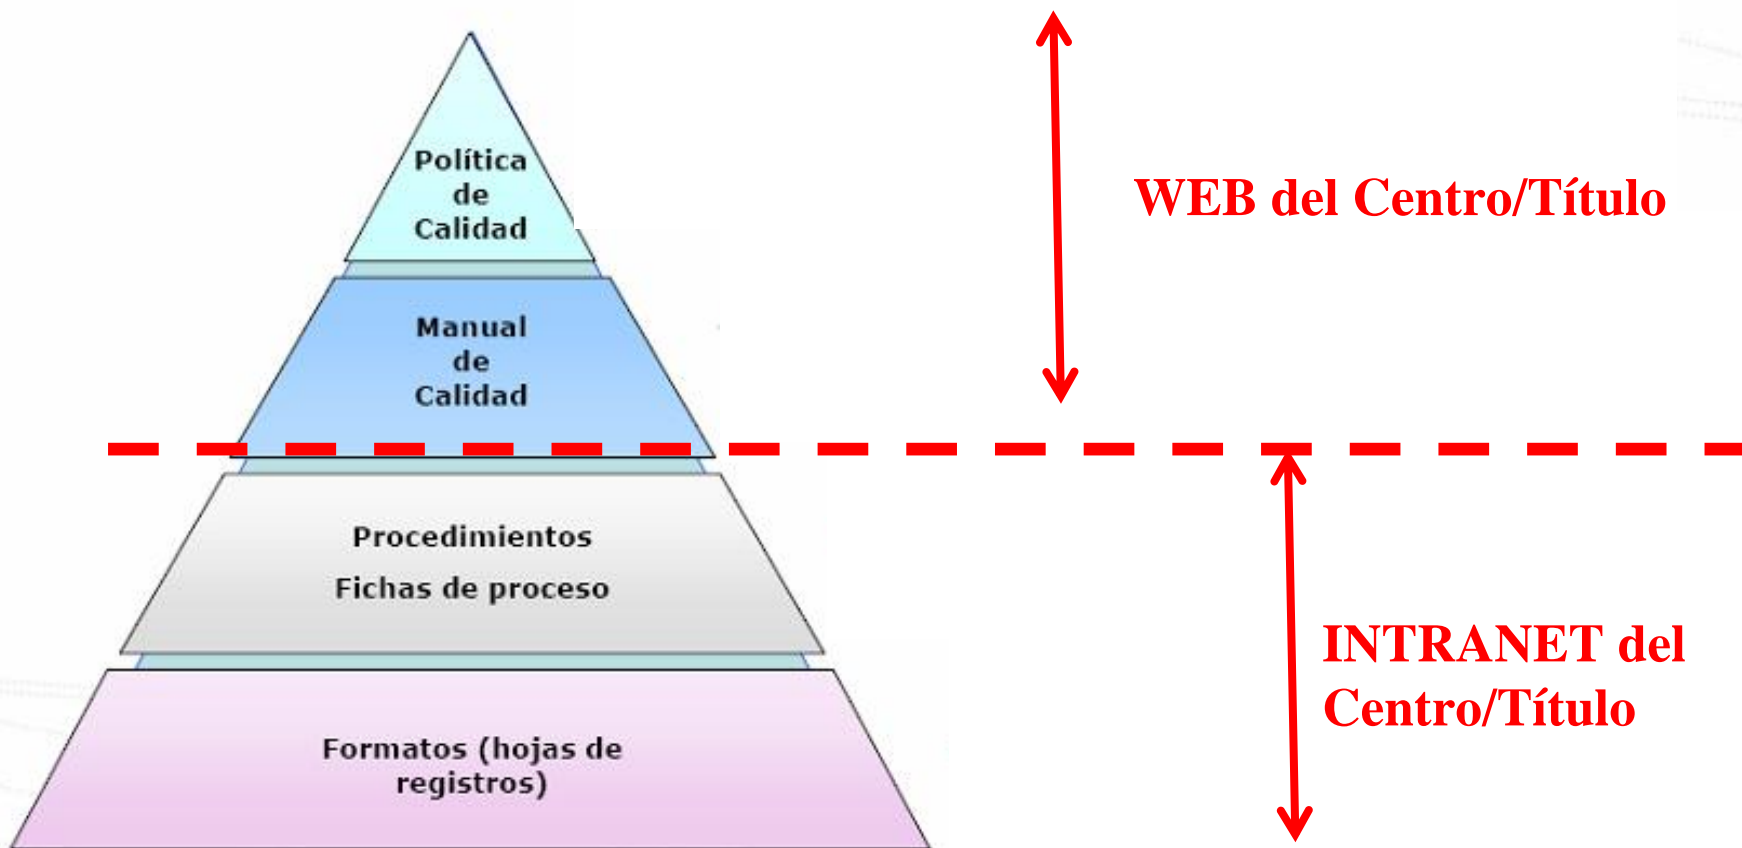 Política
de
Calidad
WEB del Centro/Título
Manual
de
Calidad
Procedimientos
Fichas de proceso
INTRANET del
Centro/Título
Formatos (hojas de
registros)